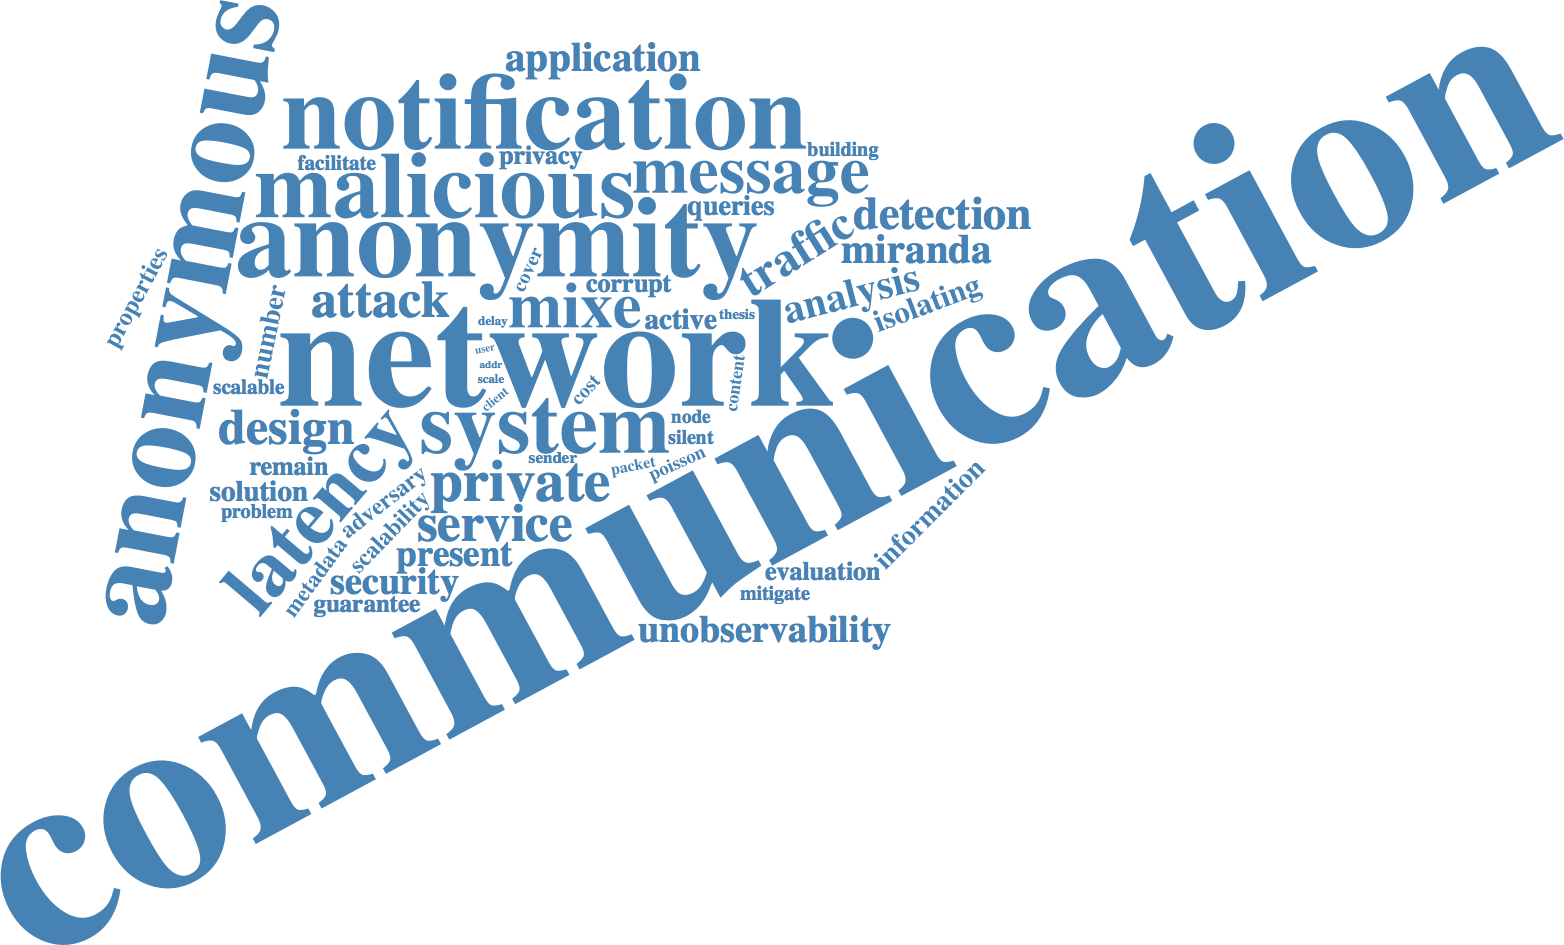 application
anonymous
notification
building
privacy
facilitate
message
malicious
queries
detection
anonymity
traffic
miranda
properties
cover
corrupt
analysis
isolating
number
attack
mixe
delay
active
thesis
network
user
addr
scale
client
cost
content
scalable
design
system
node
silent
latency
remain
sender
packet
poisson
solution
private
problem
adversary
metadata
scalability
service
information
present
security
guarantee
evaluation
mitigate
unobservability
communication